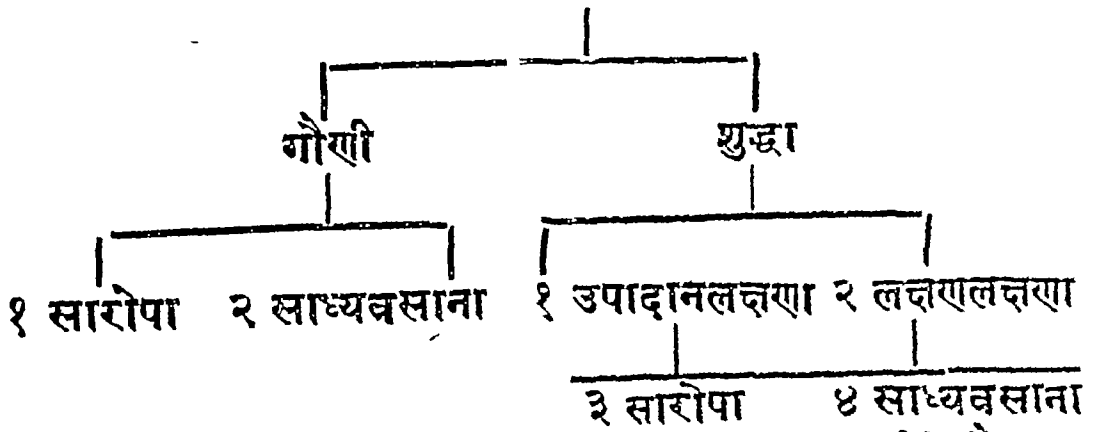 गौणी शुद्धा
१ सारोपा २ साध्यवसाना १ उपादानलक्षणा २ लक्षणलक्षणा
३ सारोपा ४ साध्यवसाना